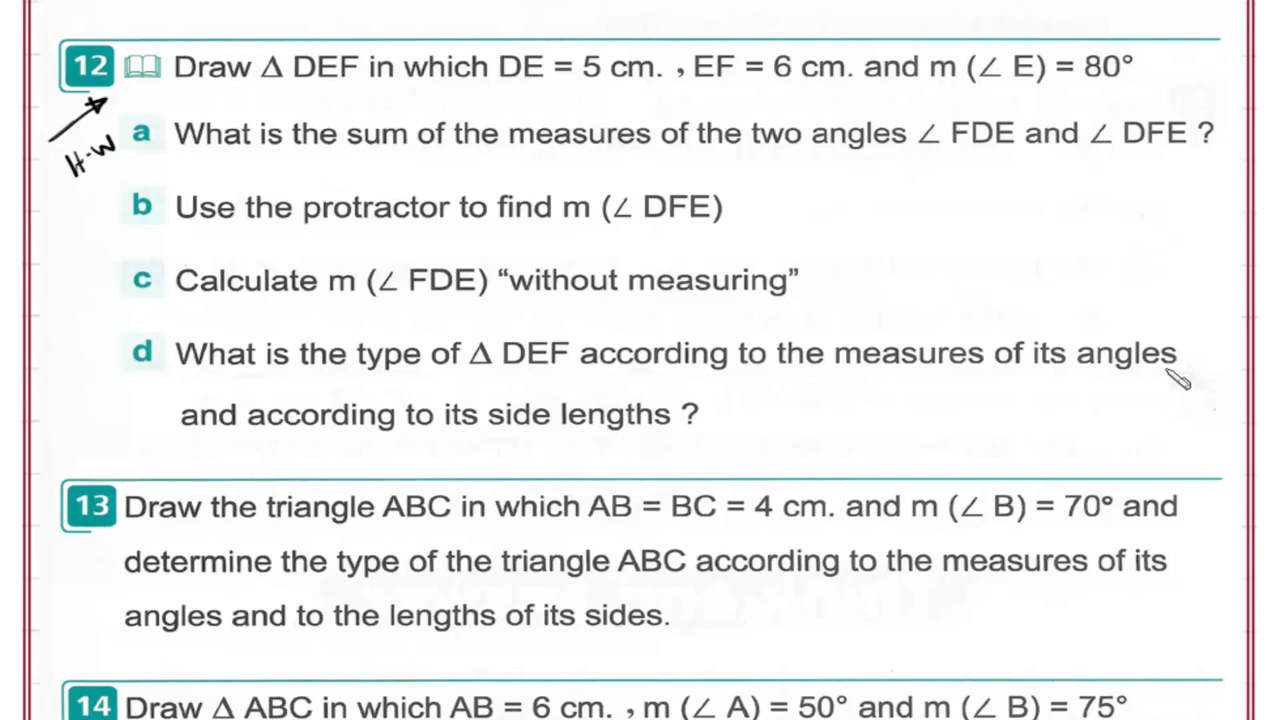 12 Draw Δ DEF in which DE = 5 cm. , EF = 6 cm. and m (∠ E) = 80°
H.W
a What is the sum of the measures of the two angles ∠ FDE and ∠ DFE ?
b Use the protractor to find m (∠ DFE)
c Calculate m (∠ FDE) “without measuring”
d What is the type of Δ DEF according to the measures of its angles
and according to its side lengths ?
13 Draw the triangle ABC in which AB = BC = 4 cm. and m (∠ B) = 70° and
determine the type of the triangle ABC according to the measures of its
angles and to the lengths of its sides.
14 Draw Δ ABC in which AB = 6 cm. , m (∠ A) = 50° and m (∠ B) = 75°